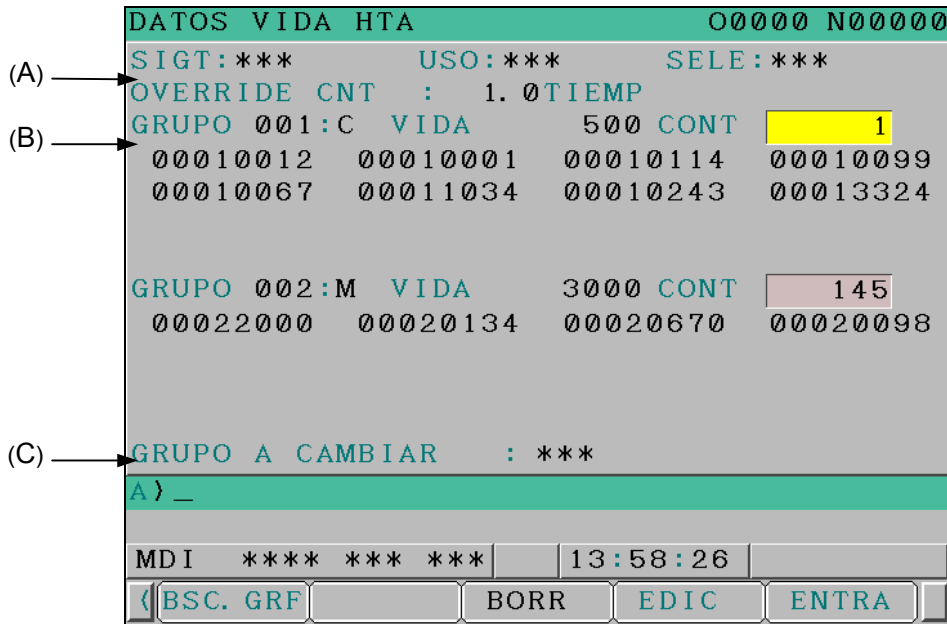 DATOS VIDA HTA O0000 N00000
(A)
SIGT:*** USO:*** SELE:***
OVERRIDE CNT : 1.0TIEMP
(B)
GRUPO 001:C VIDA 500 CONT 1
00010012 00010001 00010114 00010099
00010067 00011034 00010243 00013324
GRUPO 002:M VIDA 3000 CONT 145
00022000 00020134 00020670 00020098
(C)
GRUPO A CAMBIAR : ***
A)_
MDI **** *** *** 13:58:26
(BSC. GRF BORR EDIC ENTRA